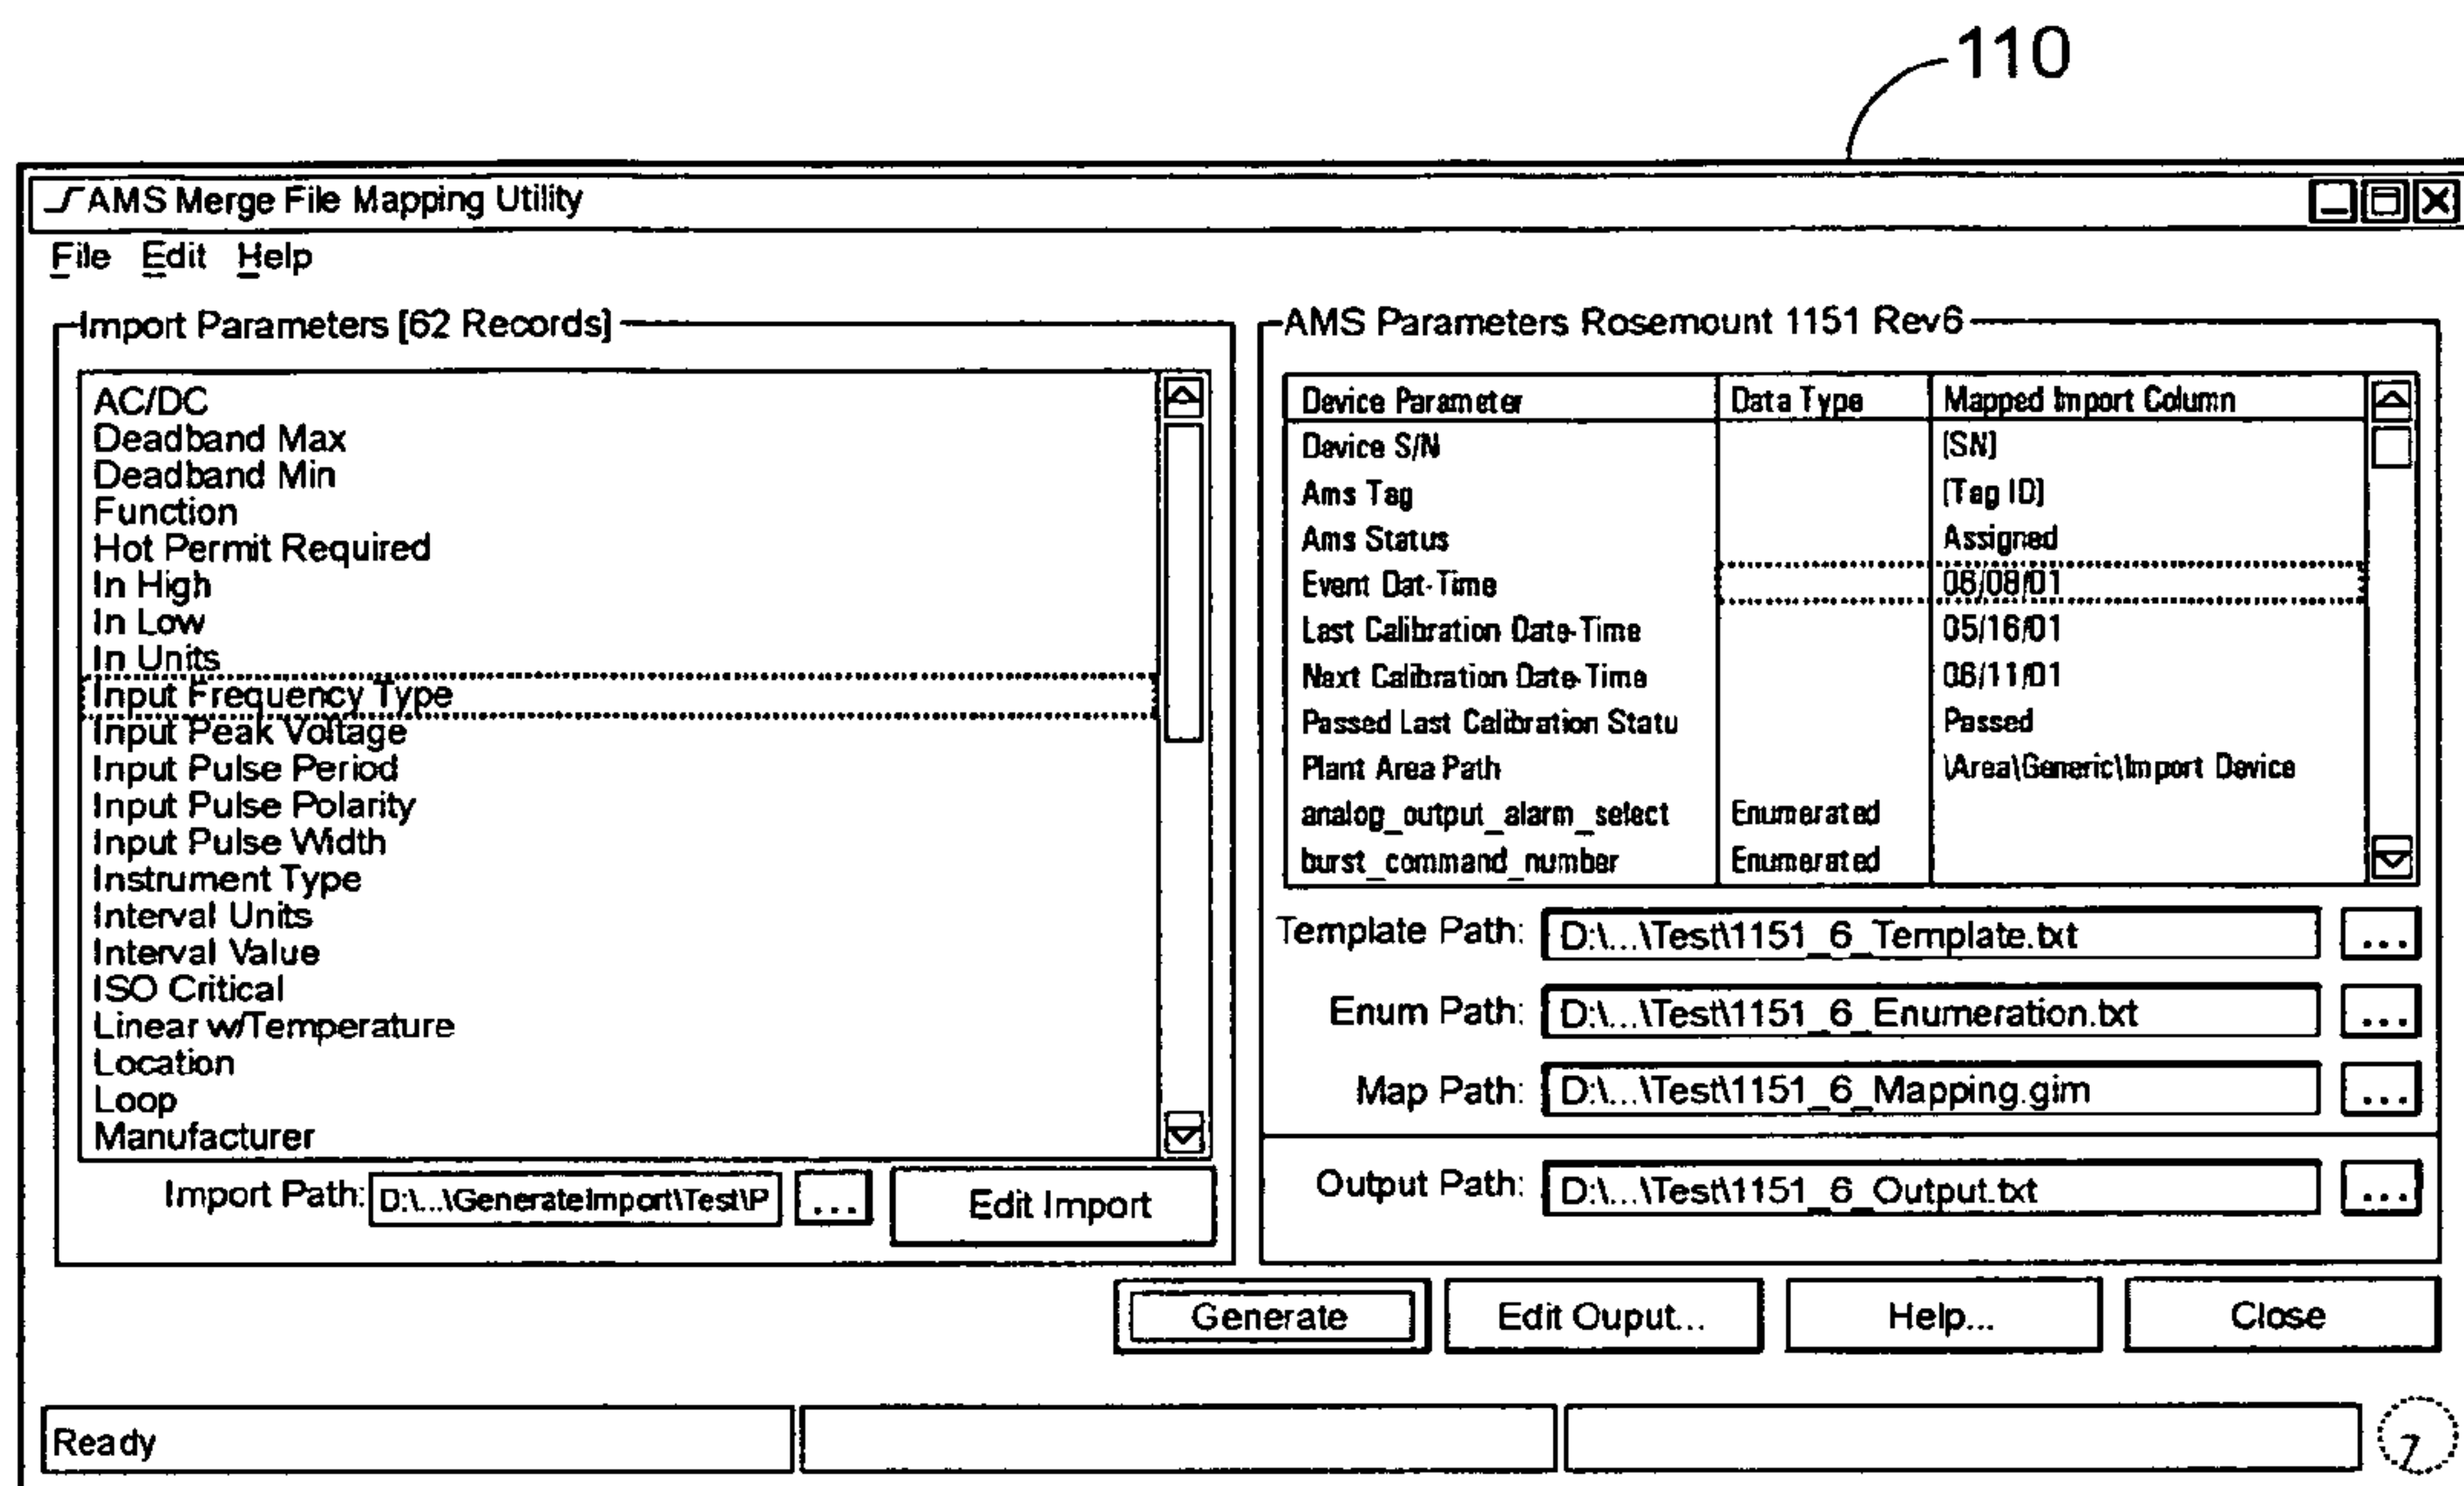 110
AMS Merge File Mapping Utility
File Edit Help
Import Parameters [62 Records]
AC/DC
Deadband Max
Deadband Min
Function
Hot Permit Required
In High
In Low
In Units
Input Frequency Type
Input Peak Voltage
Input Pulse Period
Input Pulse Polarity
Input Pulse Width
Instrument Type
Interval Units
Interval Value
ISO Critical
Linear w/Temperature
Location
Loop
Manufacturer
Import Path: D:\...\GenerateImport\Test\P ... Edit Import
AMS Parameters Rosemount 1151 Rev6
Device Parameter Data Type Mapped Import Column
Device S/N [SN]
Ams Tag [Tag ID]
Ams Status Assigned
Event Dat-Time 06/08/01
Last Calibration Date-Time 05/16/01
Next Calibration Date-Time 06/11/01
Passed Last Calibration Statu Passed
Plant Area Path \Area\Generic\Import Device
analog_output_alarm_select Enumerated
burst_command_number Enumerated
Template Path: D:\...\Test\1151_6_Template.txt ...
Enum Path: D:\...\Test\1151_6_Enumeration.txt ...
Map Path: D:\...\Test\1151_6_Mapping.gim ...
Output Path: D:\...\Test\1151_6_Output.txt ...
Generate Edit Ouput... Help... Close
Ready